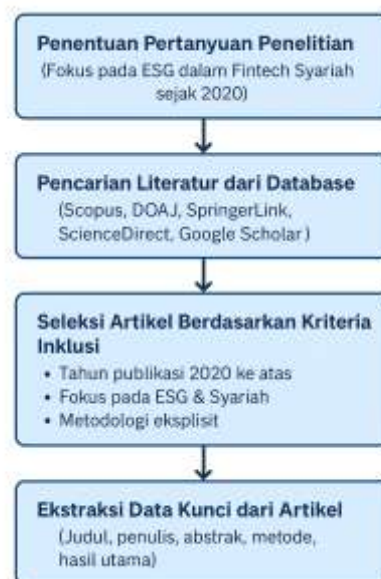 Penentuan Pertanyuan Penelitian
(Fokus pada ESG dalam Fintech Syariah
sejak 2020)
Pencarian Literatur dari Database
(Scopus, DOAJ, SpringerLink,
ScienceDirect, Google Scholar)
Seleksi Artikel Berdasarkan Kriteria
Inklusi
• Tahun publikasi 2020 ke atas
• Fokus pada ESG & Syariah
• Metodologi eksplisit
Ekstraksi Data Kunci dari Artikel
(Judul, penulis, abstrak, metode,
hasil utama)